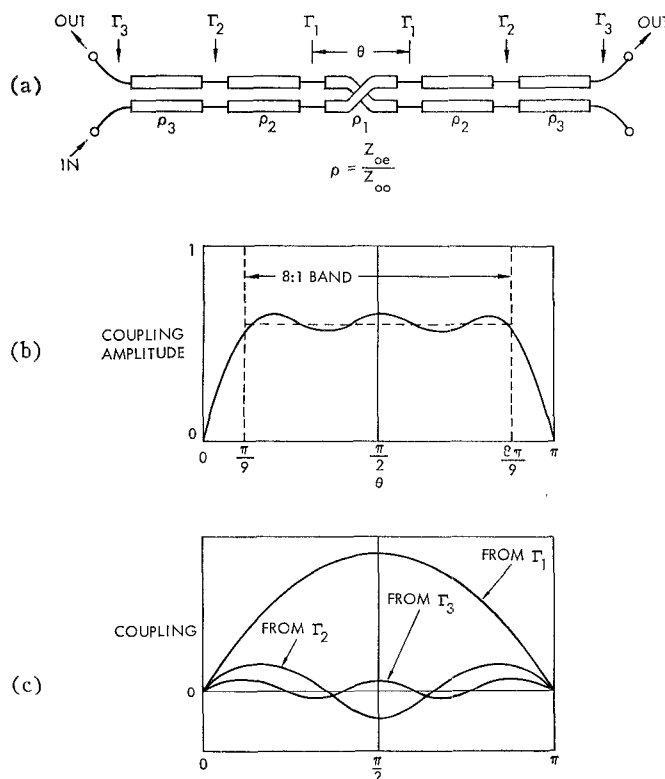 OUT Γ3 Γ2 Γ1 Γ1 Γ2 Γ3 OUT
θ
(a)
ρ3 ρ2 ρ1 ρ2 ρ3
IN
ρ = Zoe
Zoo
1
8:1 BAND
(b)
COUPLING
AMPLITUDE
0
0 π/9 π/2 8π/9 π
θ
FROM Γ1
FROM Γ3
FROM Γ2
COUPLING
0
(c)
0 π/2 π